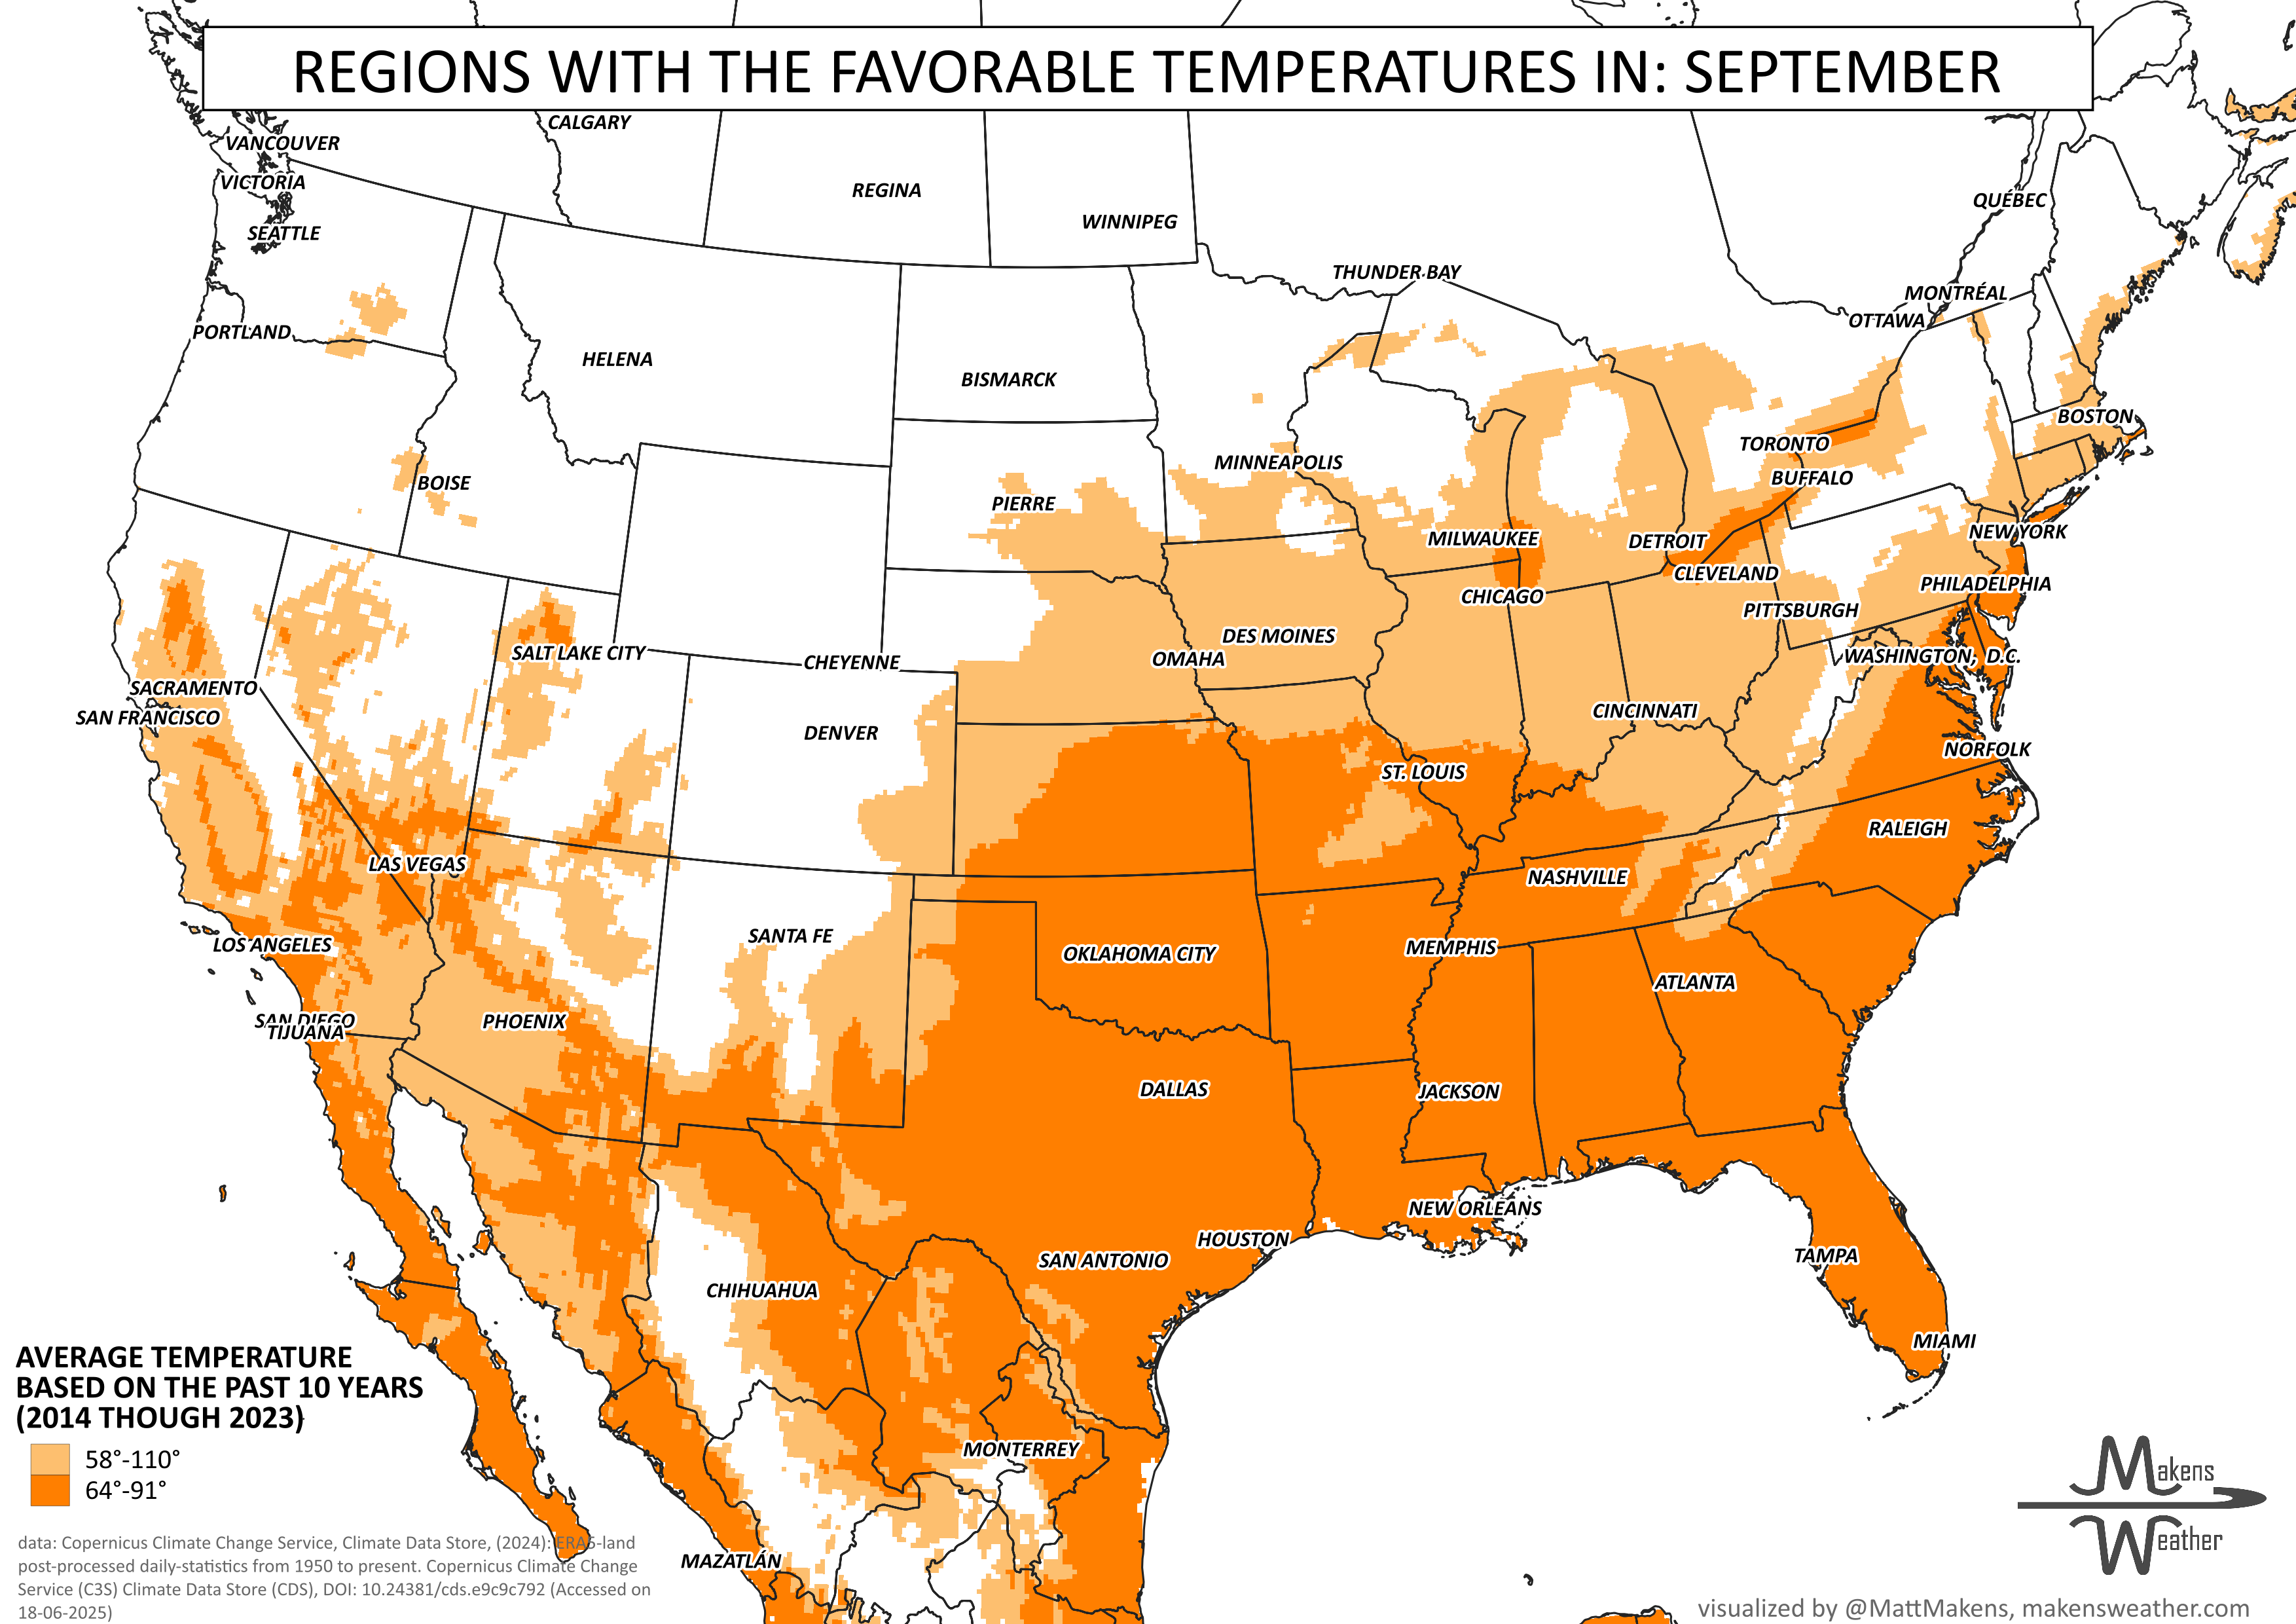 REGIONS WITH THE FAVORABLE TEMPERATURES IN: SEPTEMBER
CALGARY
VANCOUVER
VICTORIA
REGINA
QUÉBEC
WINNIPEG
SEATTLE
THUNDER BAY
MONTRÉAL
OTTAWA
PORTLAND
HELENA
BISMARCK
BOSTON
TORONTO
MINNEAPOLIS
BUFFALO
BOISE
PIERRE
NEW YORK
MILWAUKEE
DETROIT
CLEVELAND
PHILADELPHIA
CHICAGO
PITTSBURGH
DES MOINES
SALT LAKE CITY
CHEYENNE
OMAHA
WASHINGTON, D.C.
SACRAMENTO
SAN FRANCISCO
CINCINNATI
DENVER
NORFOLK
ST. LOUIS
RALEIGH
LAS VEGAS
NASHVILLE
SANTA FE
LOS ANGELES
OKLAHOMA CITY
MEMPHIS
ATLANTA
SAN DIEGO
TIJUANA
PHOENIX
DALLAS
JACKSON
NEW ORLEANS
HOUSTON
SAN ANTONIO
TAMPA
CHIHUAHUA
MIAMI
MONTERREY
MAZATLÁN
AVERAGE TEMPERATURE
BASED ON THE PAST 10 YEARS
(2014 THOUGH 2023)
58°-110°
64°-91°
data: Copernicus Climate Change Service, Climate Data Store, (2024): ERA5-land
post-processed daily-statistics from 1950 to present. Copernicus Climate Change
Service (C3S) Climate Data Store (CDS), DOI: 10.24381/cds.e9c9c792 (Accessed on
18-06-2025)
Makens
Weather
visualized by @MattMakens, makensweather.com